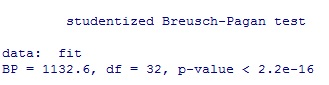 studentized Breusch-Pagan test
data: fit
BP = 1132.6, df = 32, p-value < 2.2e-16